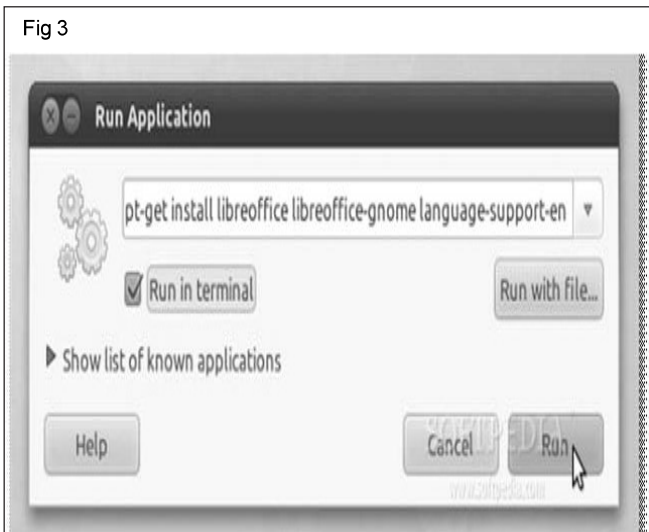 Fig 3
Run Application
pt-get install libreoffice libreoffice-gnome language-support-en
Run in terminal
Run with file...
Show list of known applications
Help
Cancel
Run
SOFTPEDIA
www.softpedia.com